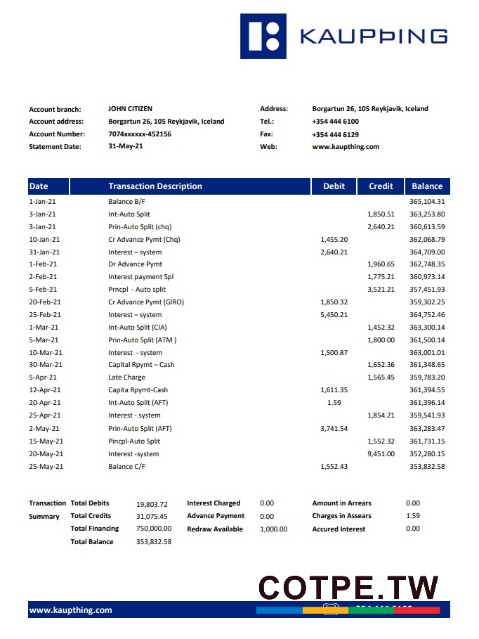 KAUPÞING
Account branch: JOHN CITIZEN Address: Borgartun 26, 105 Reykjavik, Iceland
Account address: Borgartun 26, 105 Reykjavik, Iceland Tel.: +354 444 6100
Account Number: 7074xxxxxx-452156 Fax: +354 444 6129
Statement Date: 31-May-21 Web: www.kaupthing.com
Date Transaction Description Debit Credit Balance
1-Jan-21 Balance B/F 365,104.31
3-Jan-21 Int-Auto Split 1,850.51 363,253.80
3-Jan-21 Prin-Auto Split (chq) 2,640.21 360,613.59
10-Jan-21 Cr Advance Pymt (Chq) 1,455.20 362,068.79
31-Jan-21 Interest – system 2,640.21 364,709.00
1-Feb-21 Dr Advance Pymt 1,960.65 362,748.35
2-Feb-21 Interest payment Spl 1,775.21 360,973.14
5-Feb-21 Prncpl - Auto split 3,521.21 357,451.93
20-Feb-21 Cr Advance Pymt (GIRO) 1,850.32 359,302.25
25-Feb-21 Interest – system 5,450.21 364,752.46
1-Mar-21 Int-Auto Split (CIA) 1,452.32 363,300.14
5-Mar-21 Prin-Auto Split (ATM ) 1,800.00 361,500.14
10-Mar-21 Interest - system 1,500.87 363,001.01
30-Mar-21 Capital Rpymt – Cash 1,652.36 361,348.65
5-Apr-21 Late Charge 1,565.45 359,783.20
12-Apr-21 Capita Rpymt-Cash 1,611.35 361,394.55
20-Apr-21 Int-Auto Split (AFT) 1.59 361,396.14
25-Apr-21 Interest - system 1,854.21 359,541.93
2-May-21 Prin-Auto Split (AFT) 3,741.54 363,283.47
15-May-21 Pincpl-Auto Split 1,552.32 361,731.15
20-May-21 Interest -system 9,451.00 352,280.15
25-May-21 Balance C/F 1,552.43 353,832.58
Transaction Total Debits 19,803.72 Interest Charged 0.00 Amount in Arrears 0.00
Summary Total Credits 31,075.45 Advance Payment 0.00 Charges in Assears 1.59
Total Financing 750,000.00 Redraw Available 1,000.00 Accured Interest 0.00
Total Balance 353,832.58
COTPE.TW
www.kaupthing.com